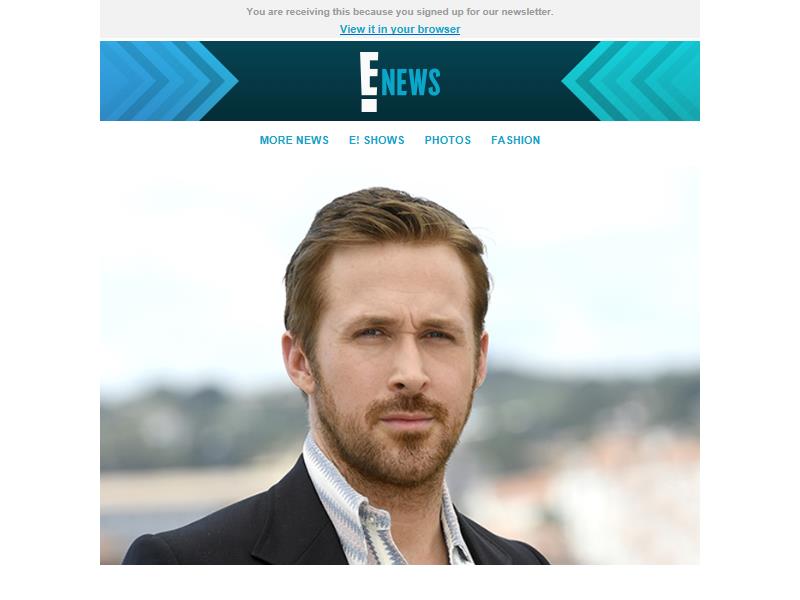 You are receiving this because you signed up for our newsletter.
View it in your browser
E! NEWS
MORE NEWS E! SHOWS PHOTOS FASHION